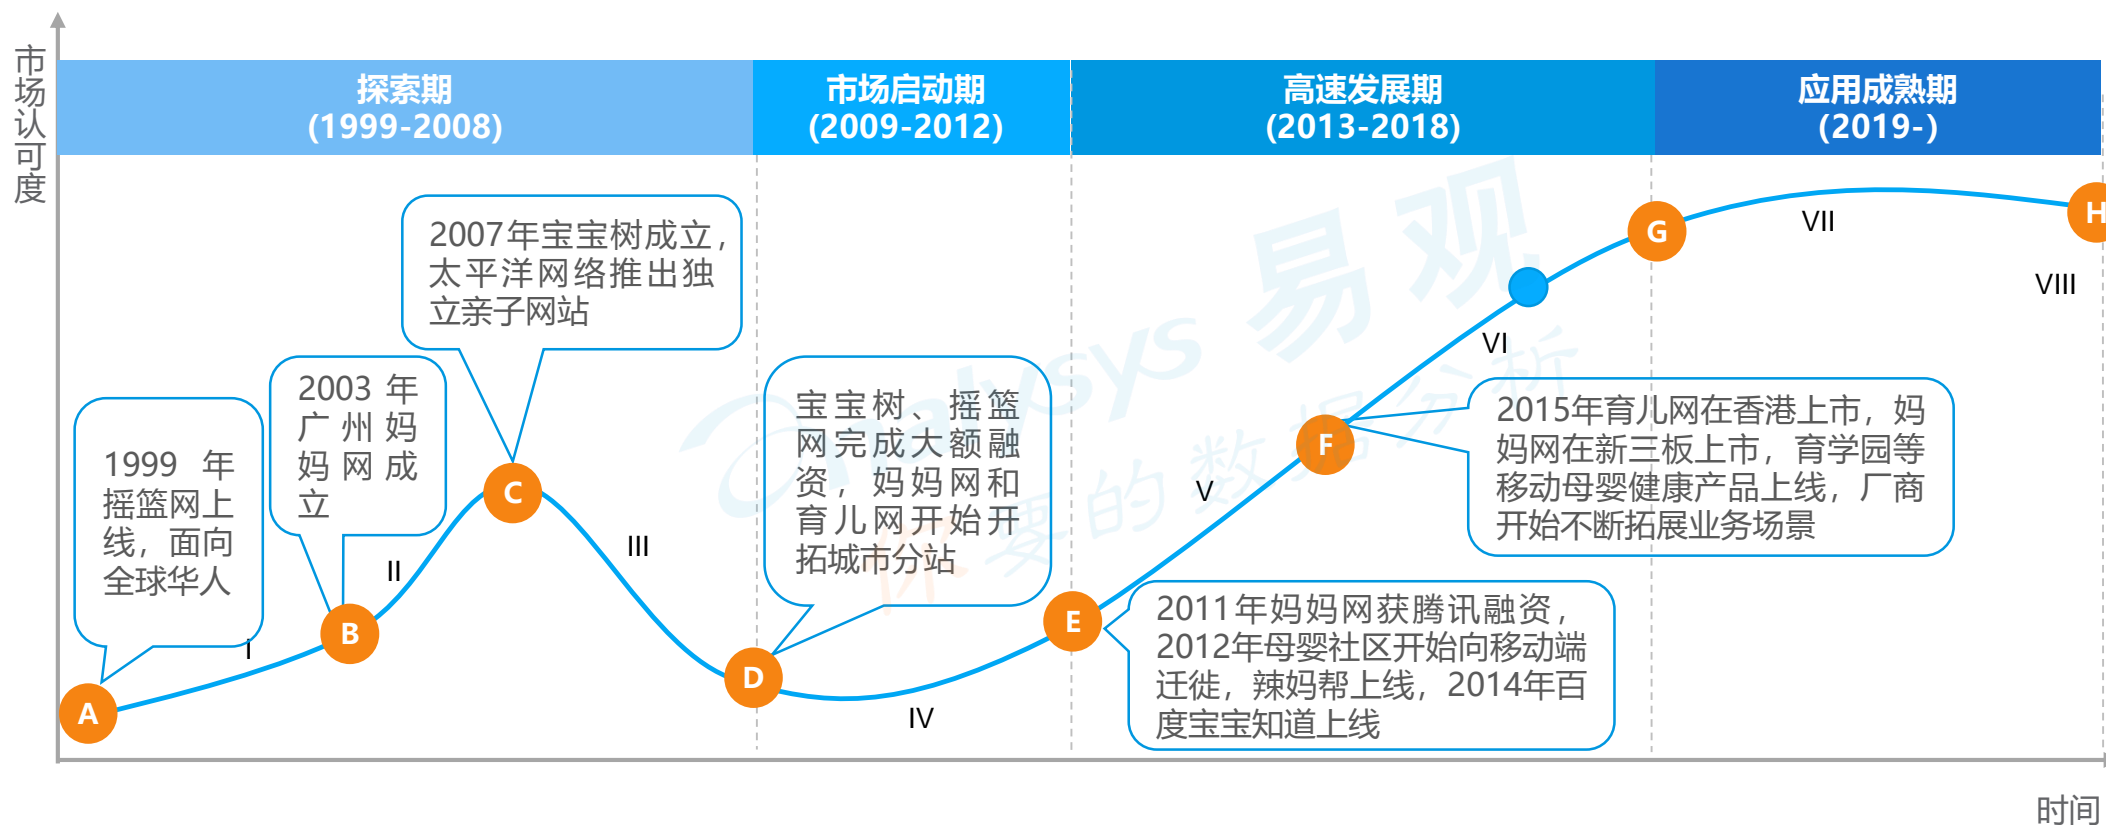 市场认可度
探索期
(1999-2008)
市场启动期
(2009-2012)
高速发展期
(2013-2018)
应用成熟期
(2019-)
2007年宝宝树成立，
太平洋网络推出独
立亲子网站
2003 年
广州妈
妈网成
立
1999 年
摇篮网上
线，面向
全球华人
宝宝树、摇篮
网完成大额融
资，妈妈网和
育儿网开始开
拓城市分站
2015年育儿网在香港上市，妈
妈网在新三板上市，育学园等
移动母婴健康产品上线，厂商
开始不断拓展业务场景
2011年妈妈网获腾讯融资，
2012年母婴社区开始向移动端
迁徙，辣妈帮上线，2014年百
度宝宝知道上线
A
I
B
II
C
III
D
IV
E
V
F
VI
G
VII
H
VIII
nalysys 易观
你要的数据分析
时间